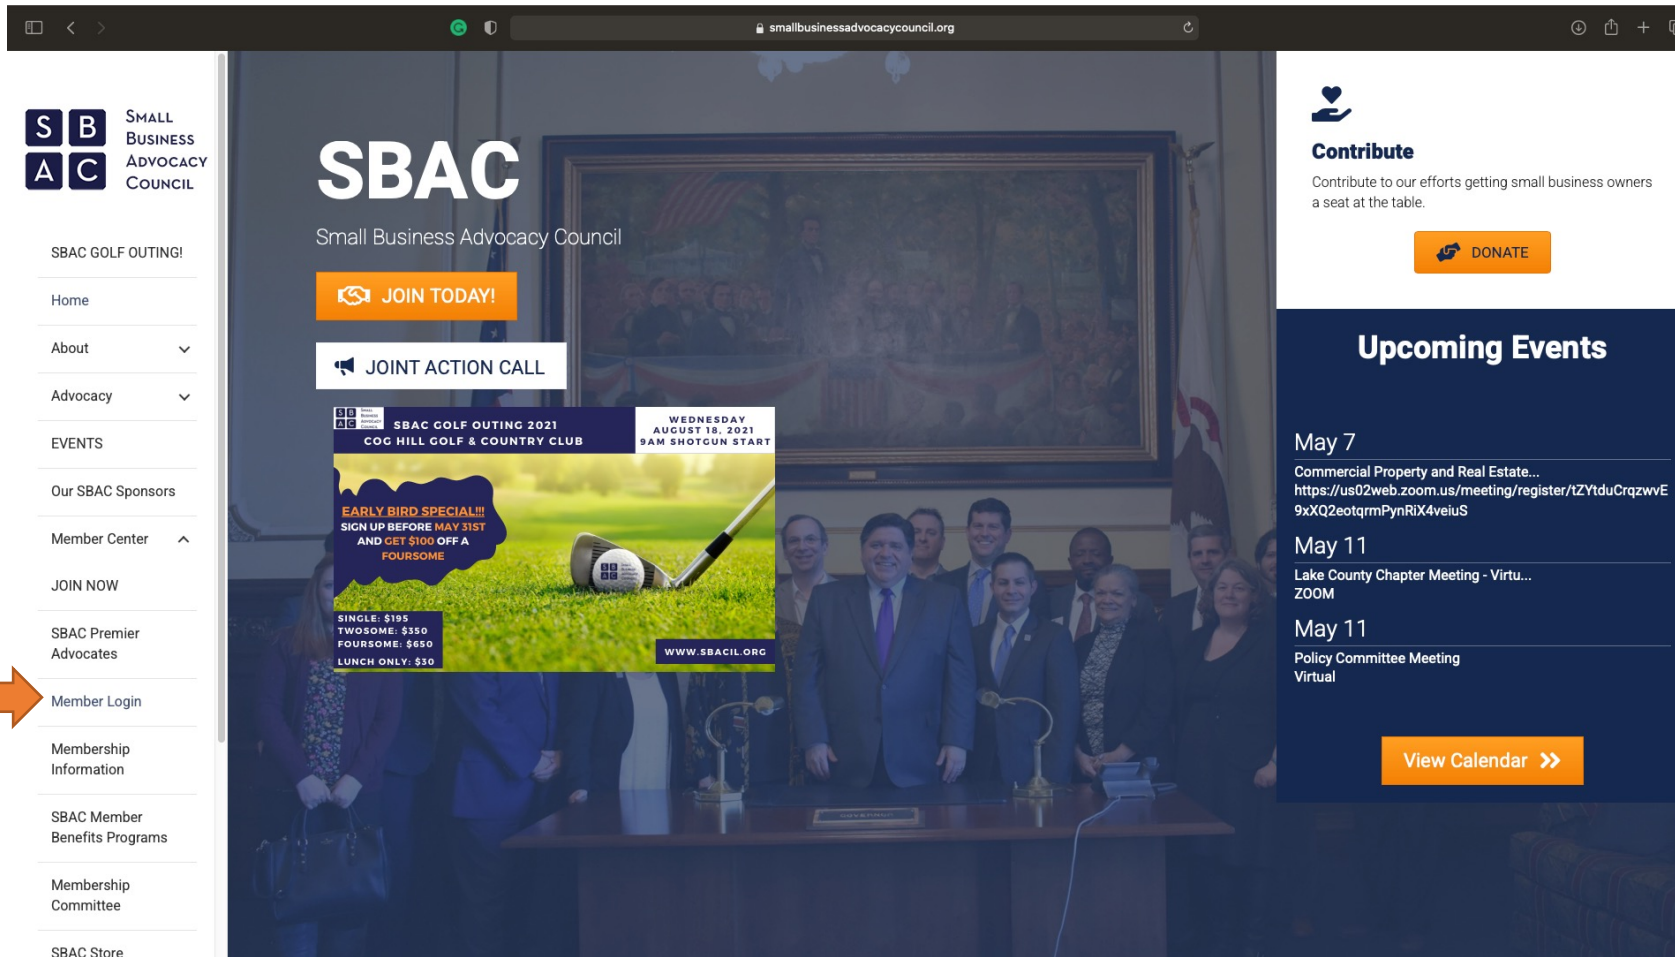 smallbusinessadvocacycouncil.org
S B
A C
SMALL
BUSINESS
ADVOCACY
COUNCIL
SBAC GOLF OUTING!
Home
About
Advocacy
EVENTS
Our SBAC Sponsors
Member Center
JOIN NOW
SBAC Premier
Advocates
Member Login
Membership
Information
SBAC Member
Benefits Programs
Membership
Committee
SBAC Store
SBAC
Small Business Advocacy Council
JOIN TODAY!
JOINT ACTION CALL
S B
A C
SMALL
BUSINESS
ADVOCACY
COUNCIL
SBAC GOLF OUTING 2021
COG HILL GOLF & COUNTRY CLUB
WEDNESDAY
AUGUST 18, 2021
9AM SHOTGUN START
EARLY BIRD SPECIAL!!!
SIGN UP BEFORE MAY 31ST
AND GET $100 OFF A
FOURSOME
SINGLE: $195
TWOSOME: $350
FOURSOME: $650
LUNCH ONLY: $30
WWW.SBACIL.ORG
GOVERNOR
Contribute
Contribute to our efforts getting small business owners
a seat at the table.
DONATE
Upcoming Events
May 7
Commercial Property and Real Estate...
https://us02web.zoom.us/meeting/register/tZYtduCrqzwvE
9xXQ2eotqrmPynRiX4veiuS
May 11
Lake County Chapter Meeting - Virtu...
ZOOM
May 11
Policy Committee Meeting
Virtual
View Calendar